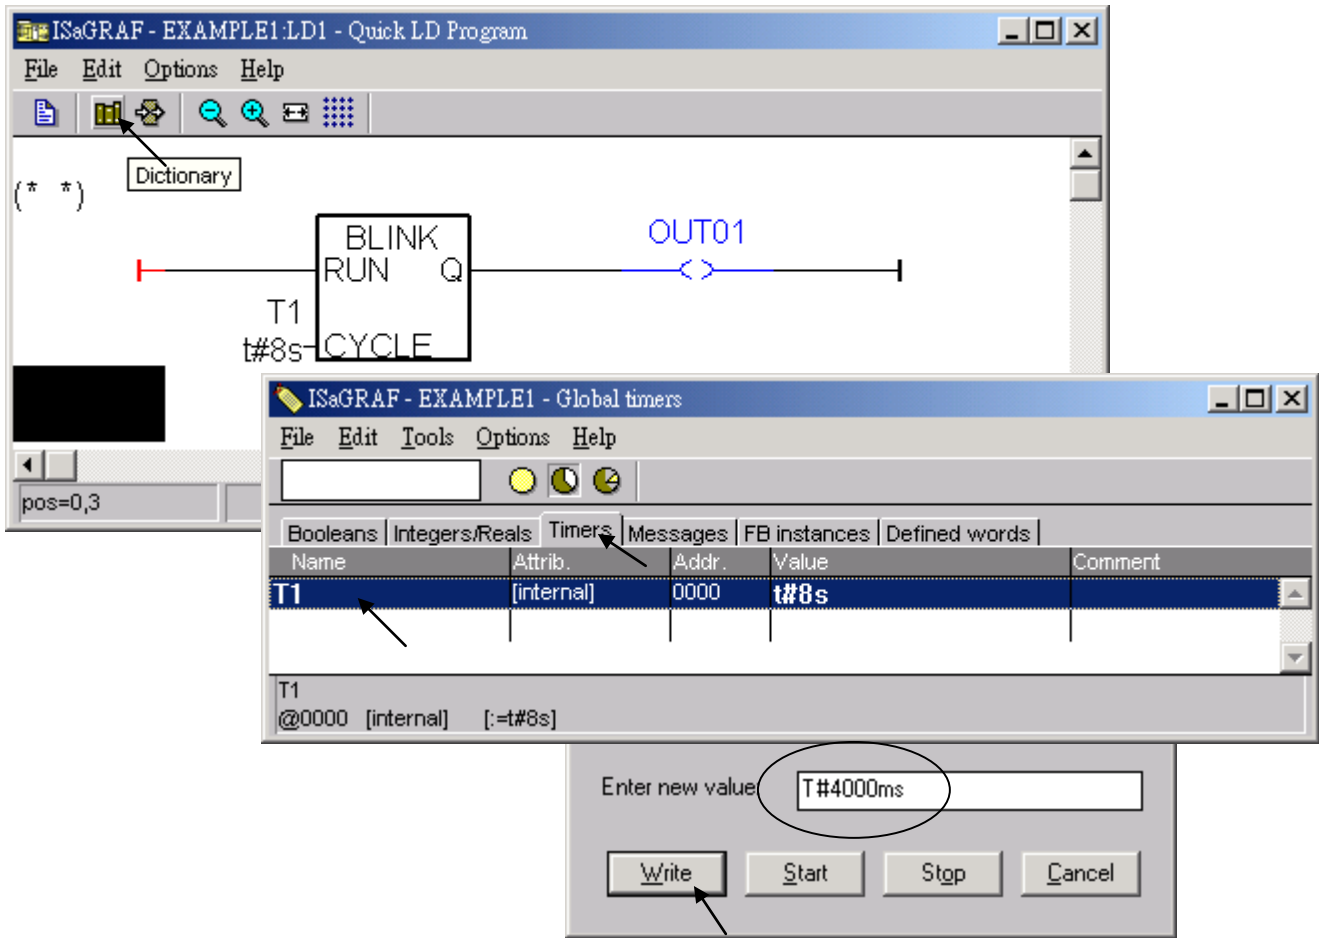 ISaGRAF - EXAMPLE1:LD1 - Quick LD Program
File Edit Options Help
Dictionary
(* *)
BLINK
RUN Q
OUT01
T1
t#8s
CYCLE
pos=0,3
ISaGRAF - EXAMPLE1 - Global timers
File Edit Tools Options Help
Booleans Integers/Reals Timers Messages FB instances Defined words
Name Attrib. Addr. Value Comment
T1 [internal] 0000 t#8s
T1
@0000 [internal] [:=t#8s]
Enter new value: T#4000ms
Write Start Stop Cancel